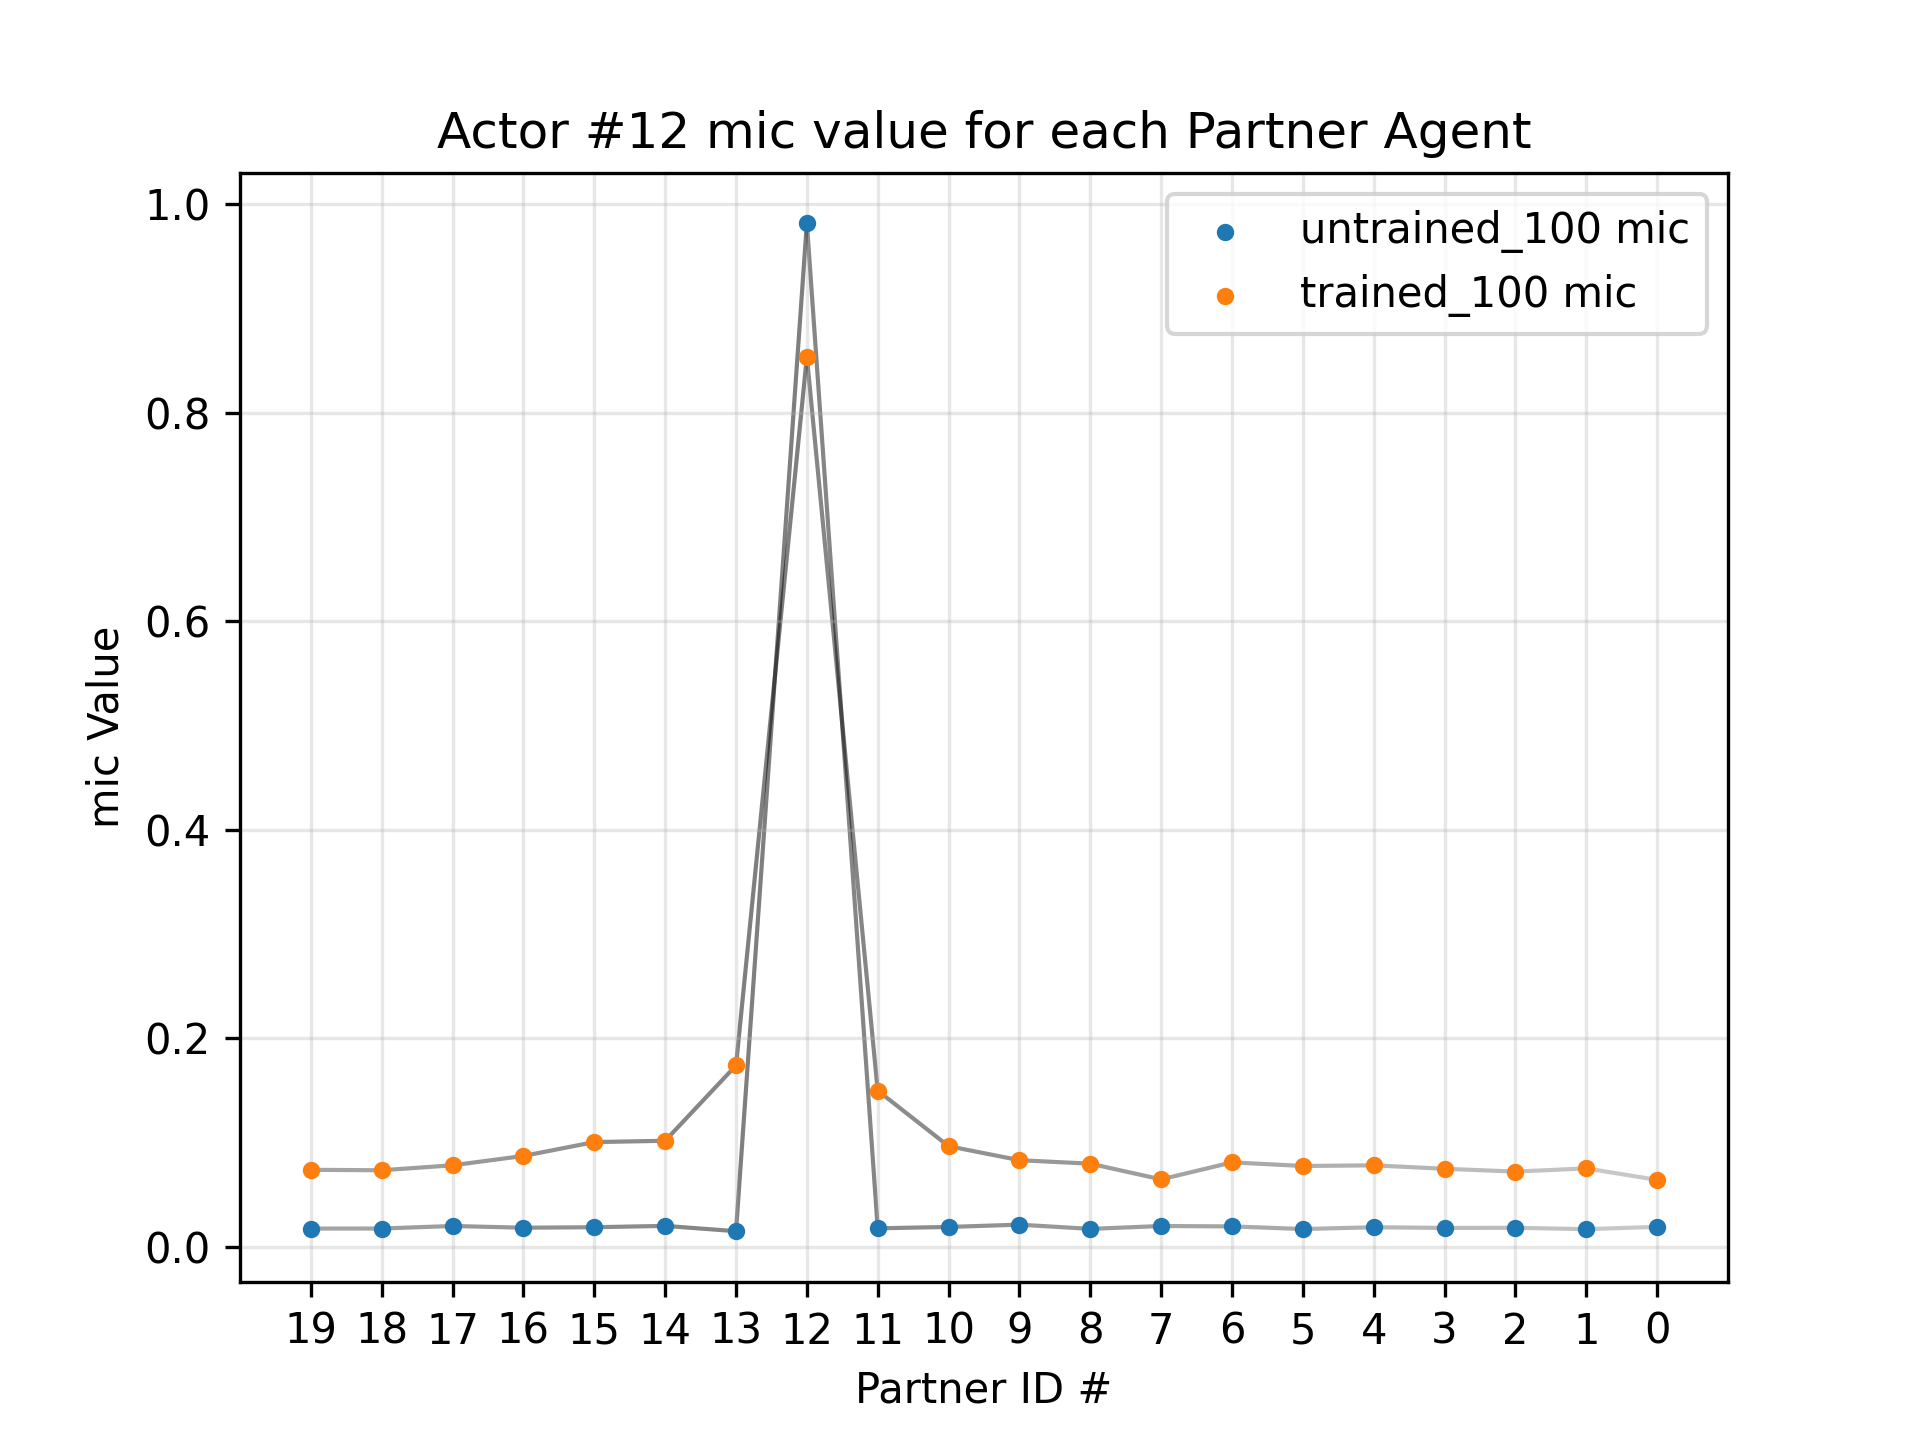 Actor #12 mic value for each Partner Agent
untrained_100 mic
trained_100 mic
1.0
0.8
0.6
0.4
0.2
0.0
mic Value
19 18 17 16 15 14 13 12 11 10 9 8 7 6 5 4 3 2 1 0
Partner ID #